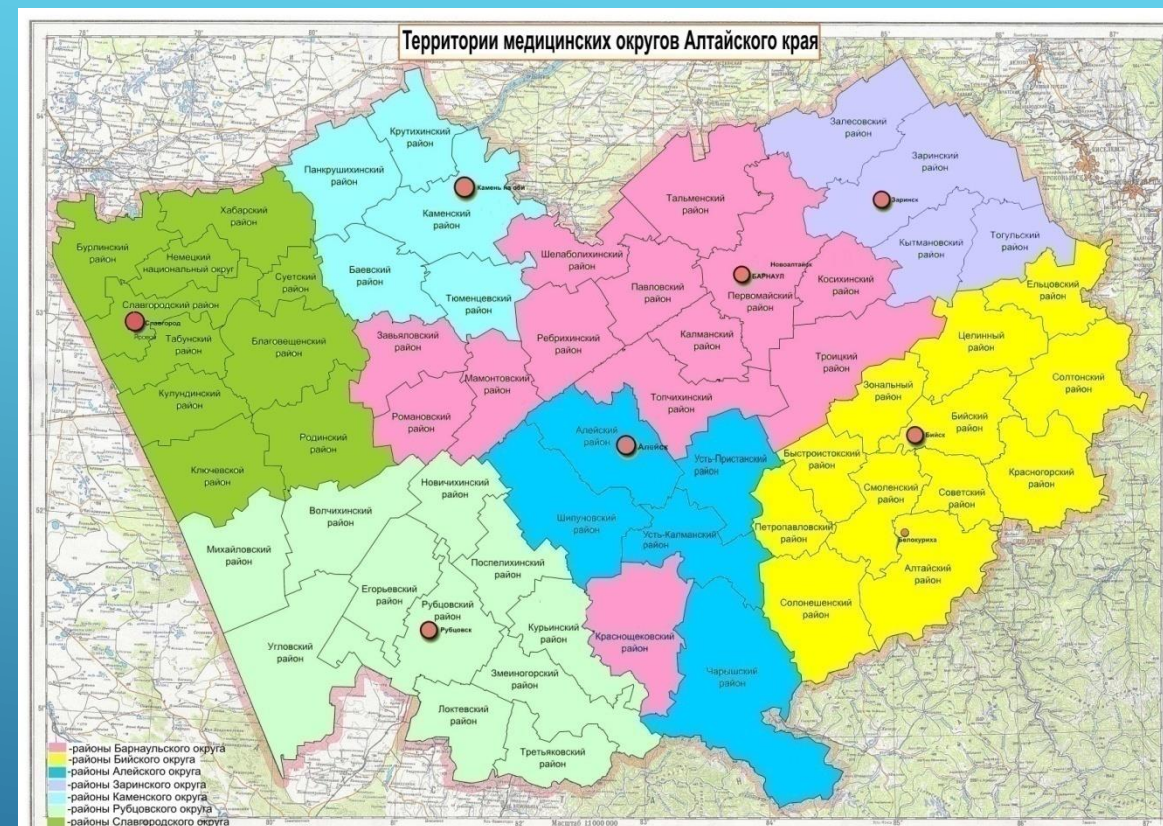 Территории медицинских округов Алтайского края
Крутихинский
район
Панкрушихинский
район
Камень на оби
Каменский
район
Баевский
район
Тюменцевский
район
Залесовский
район
Заринский
район
Заринск
Кытмановский
район
Тогульский
район
Тальменский
район
Шелаболихинский
район
Павловский
район
Новоалтайск
БАРНАУЛ
Первомайский
район
Косихинский
район
Ребрихинский
район
Калманский
район
Троицкий
район
Топчихинский
район
Завьяловский
район
Мамонтовский
район
Романовский
район
Хабарский
район
Бурлинский
район
Немецкий
национальный округ
Суетский
район
Славгородский район
Славгород
Табунский
район
Благовещенский
район
Кулундинский
район
Родинский
район
Ключевской
район
Ельцовский
район
Целинный
район
Солтонский
район
Зональный
район
Бийский
район
Бийск
Быстроистокский
район
Смоленский
район
Советский
район
Красногорский
район
Петропавловский
район
Белокуриха
Алтайский
район
Солонешенский
район
Алейский
район
Алейск
Усть-Пристанский
район
Шипуновский
район
Усть-Калманский
район
Краснощековский
район
Чарышский
район
Новичихинский
район
Волчихинский
район
Михайловский
район
Поспелихинский
район
Егорьевский
район
Рубцовский
район
Рубцовск
Курьинский
район
Угловский
район
Змеиногорский
район
Локтевский
район
Третьяковский
район
-районы Барнаульского округа
-районы Бийского округа
-районы Алейского округа
-районы Заринского округа
-районы Каменского округа
-районы Рубцовского округа
-районы Славгородского округа